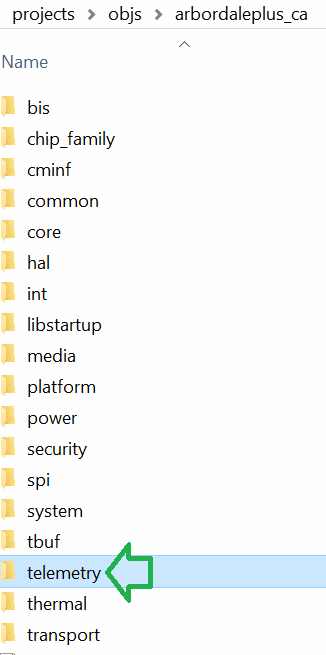 projects > objs > arbordaleplus_ca
Name
bis
chip_family
cminf
common
core
hal
int
libstartup
media
platform
power
security
spi
system
tbuf
telemetry
thermal
transport